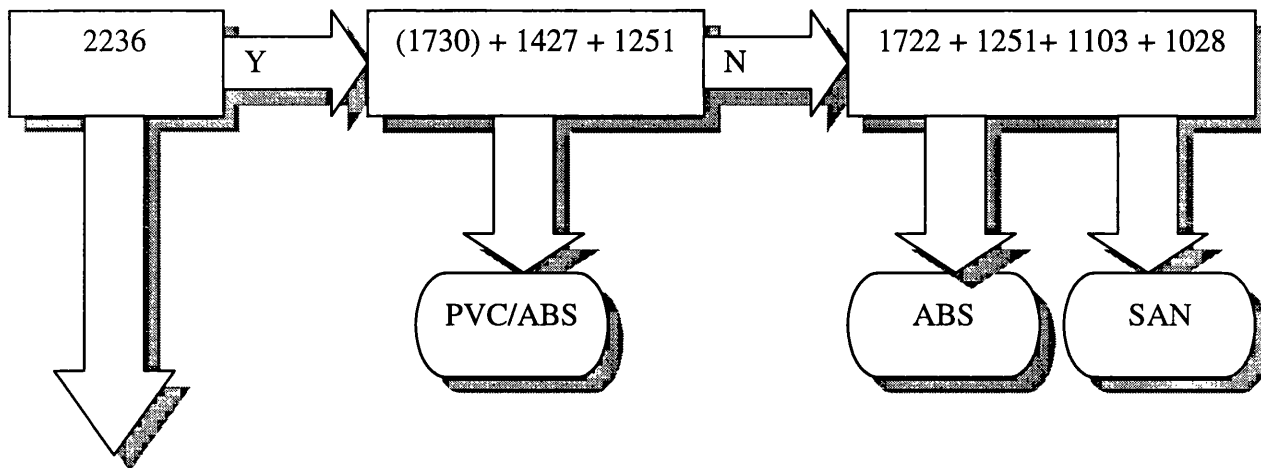 2236
Y
(1730) + 1427 + 1251
N
1722 + 1251+ 1103 + 1028
PVC/ABS
ABS
SAN